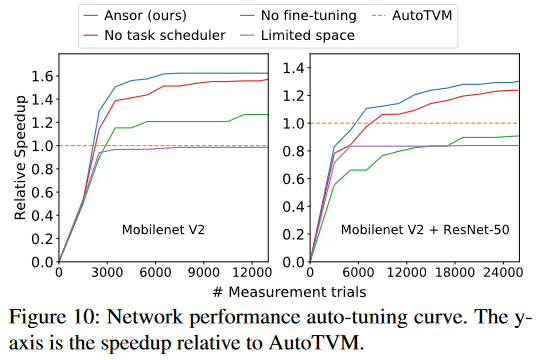 Ansor (ours)
No task scheduler
No fine-tuning
Limited space
AutoTVM
Relative Speedup
1.6
1.4
1.2
1.0
0.8
0.6
0.4
0.2
0.0
0
3000
6000
9000
12000
Mobilenet V2
1.4
1.2
1.0
0.8
0.6
0.4
0.2
0.0
0
6000
12000
18000
24000
Mobilenet V2 + ResNet-50
# Measurement trials
Figure 10: Network performance auto-tuning curve. The y-
axis is the speedup relative to AutoTVM.